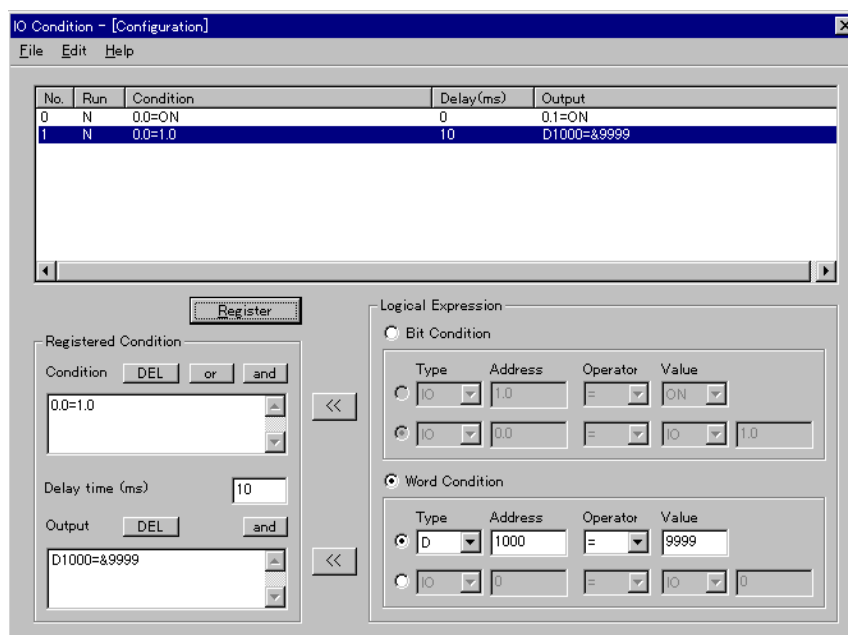 IO Condition - [Configuration]
File Edit Help
No. Run Condition Delay(ms) Output
0 N 0.0=ON 0 0.1=ON
1 N 0.0=1.0 10 D1000=&9999
Register
Registered Condition
Condition DEL or and
0.0=1.0
<<
Delay time (ms) 10
Output DEL and
D1000=&9999
<<
Logical Expression
Bit Condition
Type Address Operator Value
IO 1.0 = ON
IO 0.0 = IO 1.0
Word Condition
Type Address Operator Value
D 1000 = 9999
IO 0 = IO 0